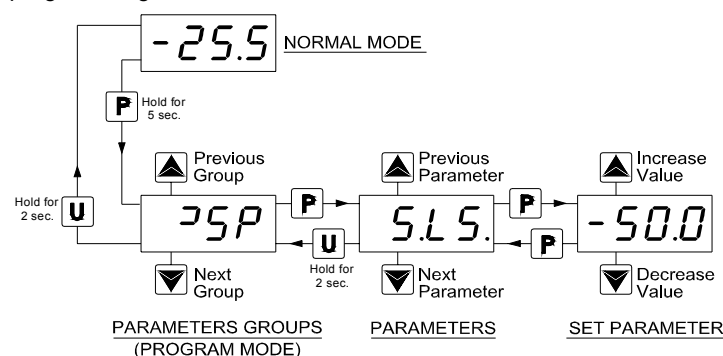 -25.5
NORMAL MODE
P
Hold for
5 sec.
Previous
Group
Previous
Parameter
Increase
Value
Hold for
2 sec.
U
SP
P
U
Hold for
2 sec.
S.L.S.
P
P
-50.0
Next
Group
Next
Parameter
Decrease
Value
PARAMETERS GROUPS
(PROGRAM MODE)
PARAMETERS
SET PARAMETER